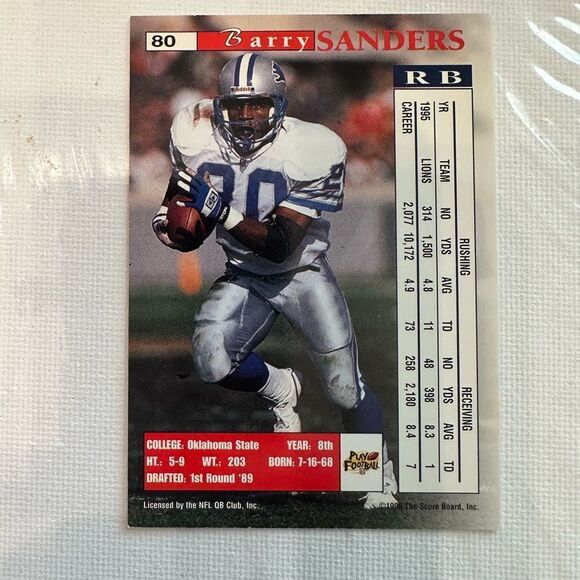 80 Barry SANDERS
RB
RUSHING RECEIVING
YR TEAM NO YDS AVG TD NO YDS AVG TD
1995 LIONS 314 1,500 4.8 11 48 398 8.3 1
CAREER 2,077 10,172 4.9 73 258 2,180 8.4 7
Riddell
20
COLLEGE: Oklahoma State YEAR: 8th
HT.: 5-9 WT.: 203 BORN: 7-16-68
DRAFTED: 1st Round '89
PLAY FOOTBALL
Licensed by the NFL QB Club, Inc. ©1996 The Score Board, Inc.